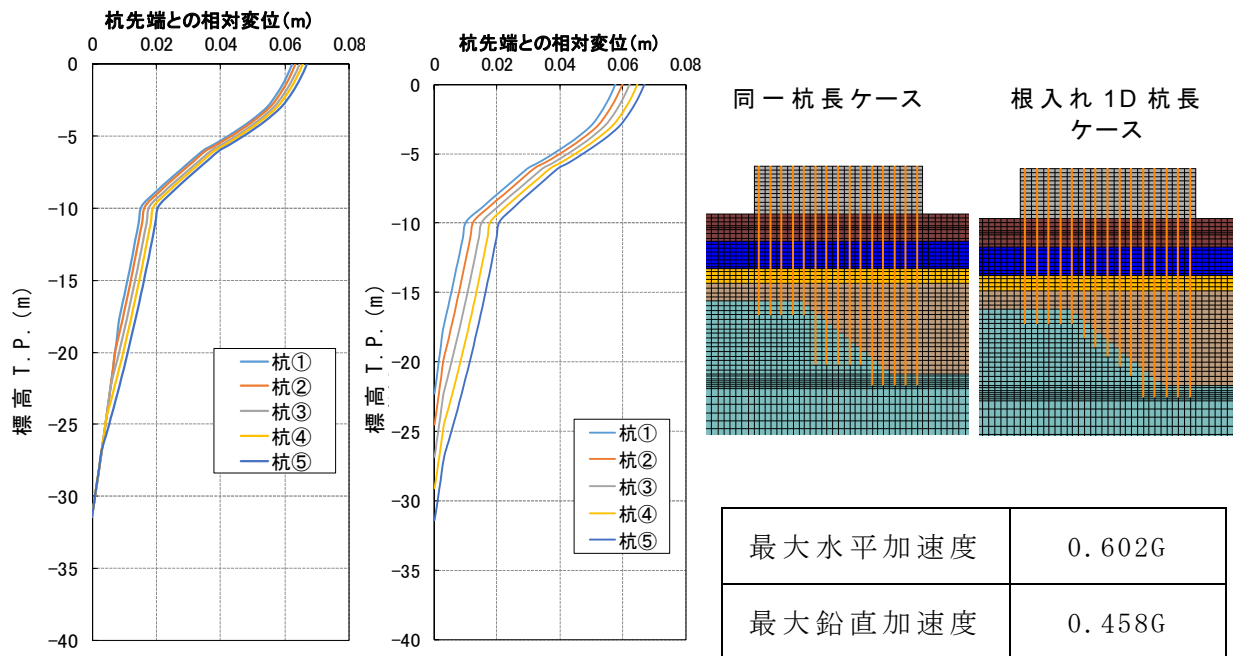 杭先端との相対変位(m)
0 0.02 0.04 0.06 0.08
0
-5
-10
-15
-20
-25
-30
-35
-40
標高 T.P. (m)
杭①
杭②
杭③
杭④
杭⑤
杭先端との相対変位(m)
0 0.02 0.04 0.06 0.08
0
-5
-10
-15
-20
-25
-30
-35
-40
標高 T.P. (m)
杭①
杭②
杭③
杭④
杭⑤
同一杭長ケース
根入れ 1D 杭長
ケース
最大水平加速度 0.602G
最大鉛直加速度 0.458G